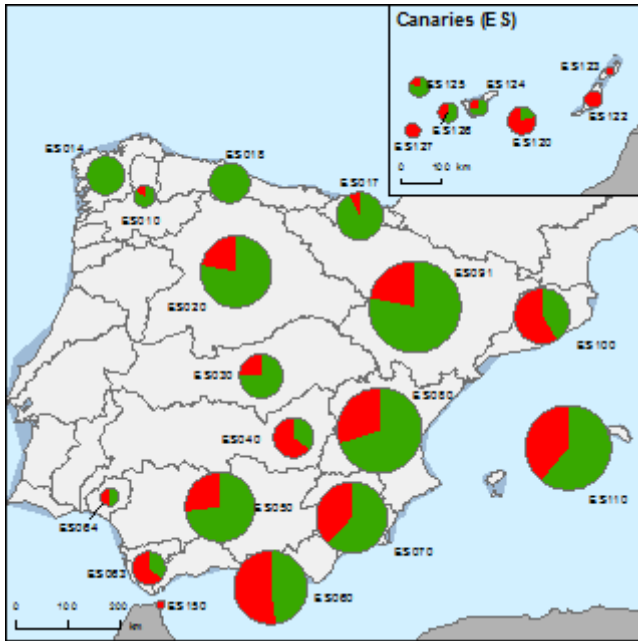 Canaries (ES)
ES123
ES125
ES124
ES122
ES126
ES120
ES127
0 100 km
ES014
ES018
ES017
ES010
ES091
ES020
ES100
ES030
ES080
ES040
ES110
ES050
ES064
ES070
ES063
ES060
ES150
0 100 200
km